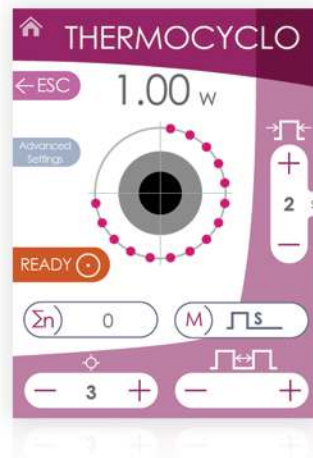 THERMOCYCLO
ESC
1.00 w
Advanced
Settings
2 s
READY
Σn) 0
M) s
− 3 +
− +